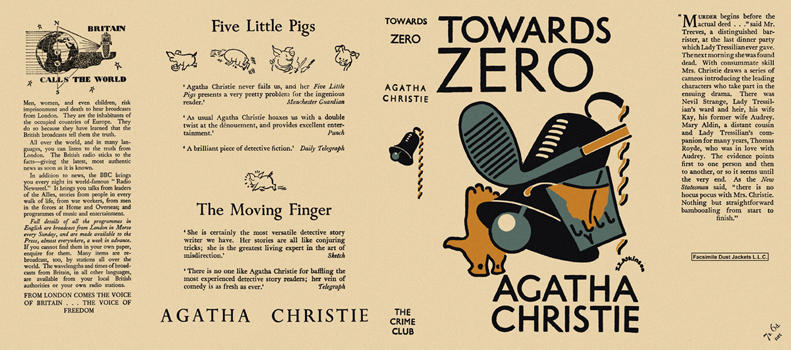 BRITAIN
CALLS THE WORLD
Men, women, and even children, risk
imprisonment and death to hear broadcasts
from London. They are the inhabitants of
the occupied countries of Europe. They
do so because they have learned that the
British broadcasts tell them the truth.
All over the world, and in many lan-
guages, you can listen to the truth from
London. The British radio sticks to the
facts—giving the latest, most authentic
news as soon as it is known.
In addition to news, the BBC brings
you every night its world-famous “Radio
Newsreel.” It brings you talks from leaders
of the Allies, stories from people in every
walk of life, from war workers, from men
in the forces at Home and Overseas; and
programmes of music and entertainment.
Full details of all the programmes in
English are broadcast from London in Morse
every Sunday, and are made available to the
Press, almost everywhere, a week in advance.
If you cannot find them in your own paper,
enquire for them. Many items are re-
broadcast, too, by stations all over the
world. The wavelengths and times of broad-
casts from Britain, in all other languages,
are available from your local British
authorities or your own radio stations.
FROM LONDON COMES THE VOICE
OF BRITAIN . . . THE VOICE OF
FREEDOM
Five Little Pigs
‘Agatha Christie never fails us, and her Five Little
Pigs presents a very pretty problem for the ingenious
reader.’ Manchester Guardian
‘As usual Agatha Christie hoaxes us with a double
twist at the dénouement, and provides excellent enter-
tainment.’ Punch
‘A brilliant piece of detective fiction.’ Daily Telegraph
The Moving Finger
‘She is certainly the most versatile detective story
writer we have. Her stories are all like conjuring
tricks; she is the greatest living expert in the art of
misdirection.’ Sketch
‘There is no one like Agatha Christie for baffling the
most experienced detective story readers; her vein of
comedy is as fresh as ever.’ Telegraph
AGATHA CHRISTIE
TOWARDS
ZERO
AGATHA
CHRISTIE
THE
CRIME
CLUB
TOWARDS
ZERO
AGATHA
CHRISTIE
“MURDER begins before the
actual deed . . .” said Mr.
Treeves, a distinguished bar-
rister, at the last dinner party
which Lady Tressilian ever gave.
The next morning she was found
dead. With consummate skill
Mrs. Christie draws a series of
cameos introducing the leading
characters who take part in the
ensuing drama. There was
Nevil Strange, Lady Tressil-
ian's ward and heir, his wife
Kay, his former wife Audrey.
Mary Aldin, a distant cousin
and Lady Tressilian's com-
panion for many years, Thomas
Royde, who was in love with
Audrey. The evidence points
first to one person and then
to another, or so it seems until
the very end. As the New
Statesman said, “there is no
hocus pocus with Mrs. Christie.
Nothing but straightforward
bamboozling from start to
finish.”
Facsimile Dust Jackets L.L.C.
7s 6d
net